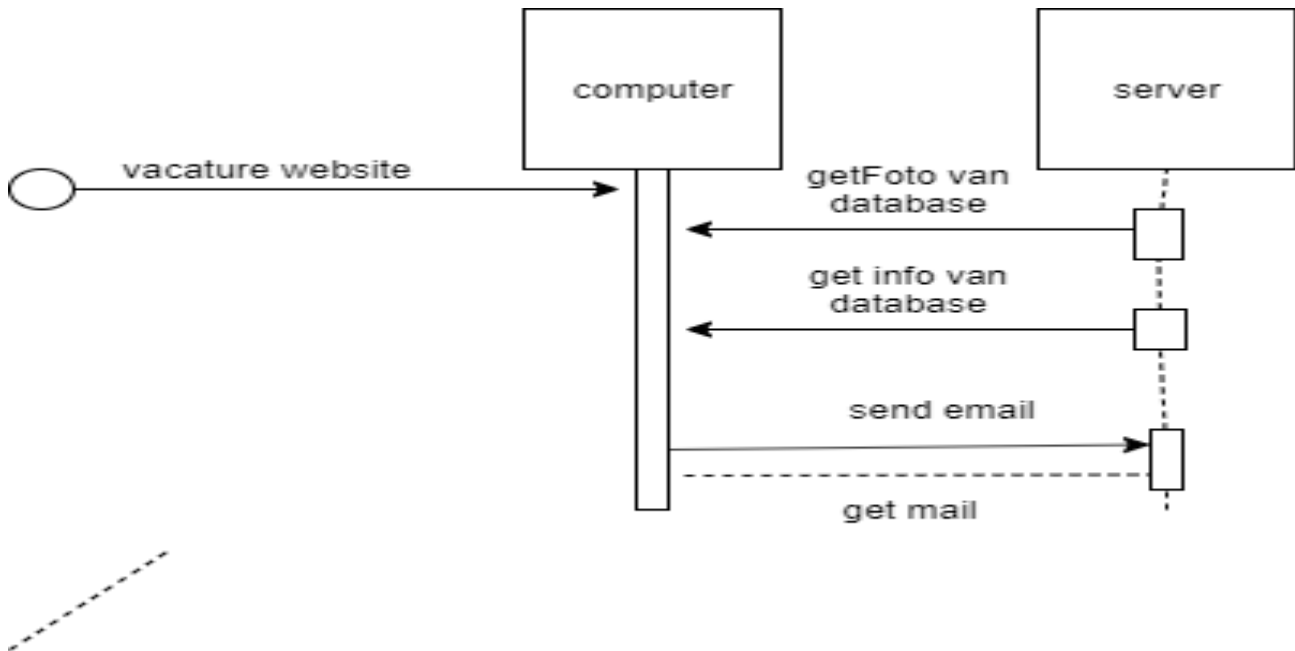 computer
server
vacature website
getFoto van
database
get info van
database
send email
get mail